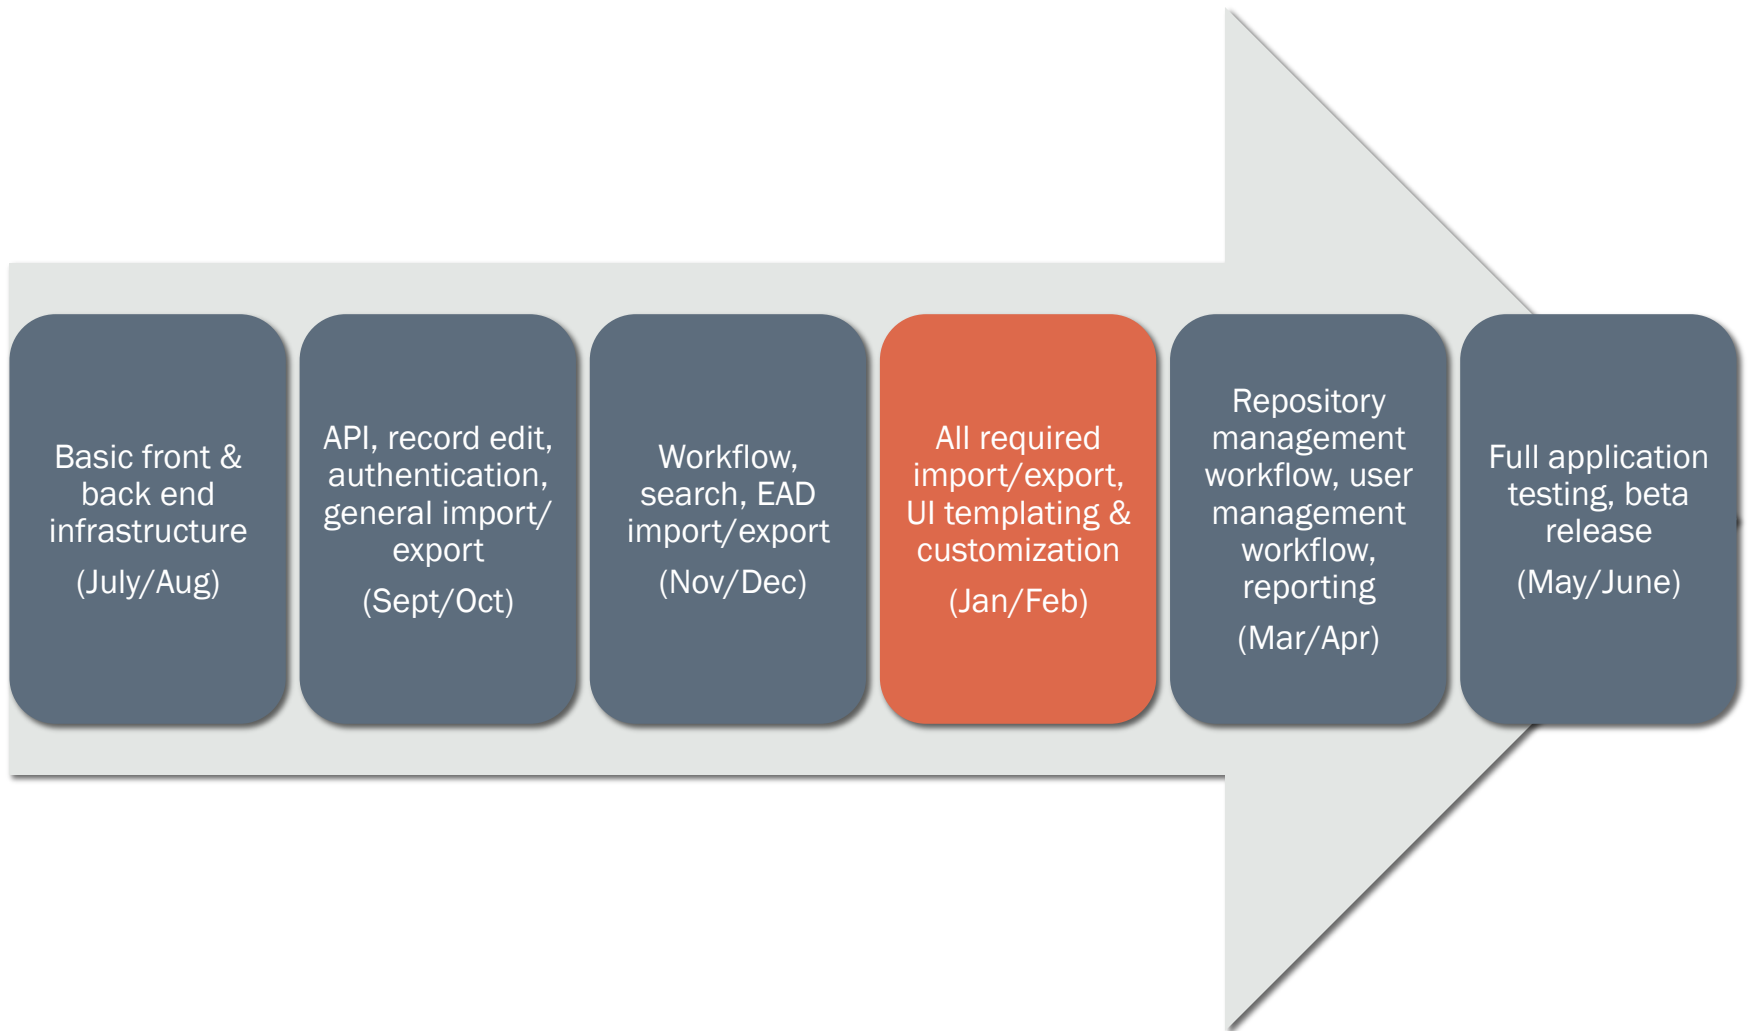 Basic front &
back end
infrastructure
(July/Aug)
API, record edit,
authentication,
general import/
export
(Sept/Oct)
Workflow,
search, EAD
import/export
(Nov/Dec)
All required
import/export,
UI templating &
customization
(Jan/Feb)
Repository
management
workflow, user
management
workflow,
reporting
(Mar/Apr)
Full application
testing, beta
release
(May/June)